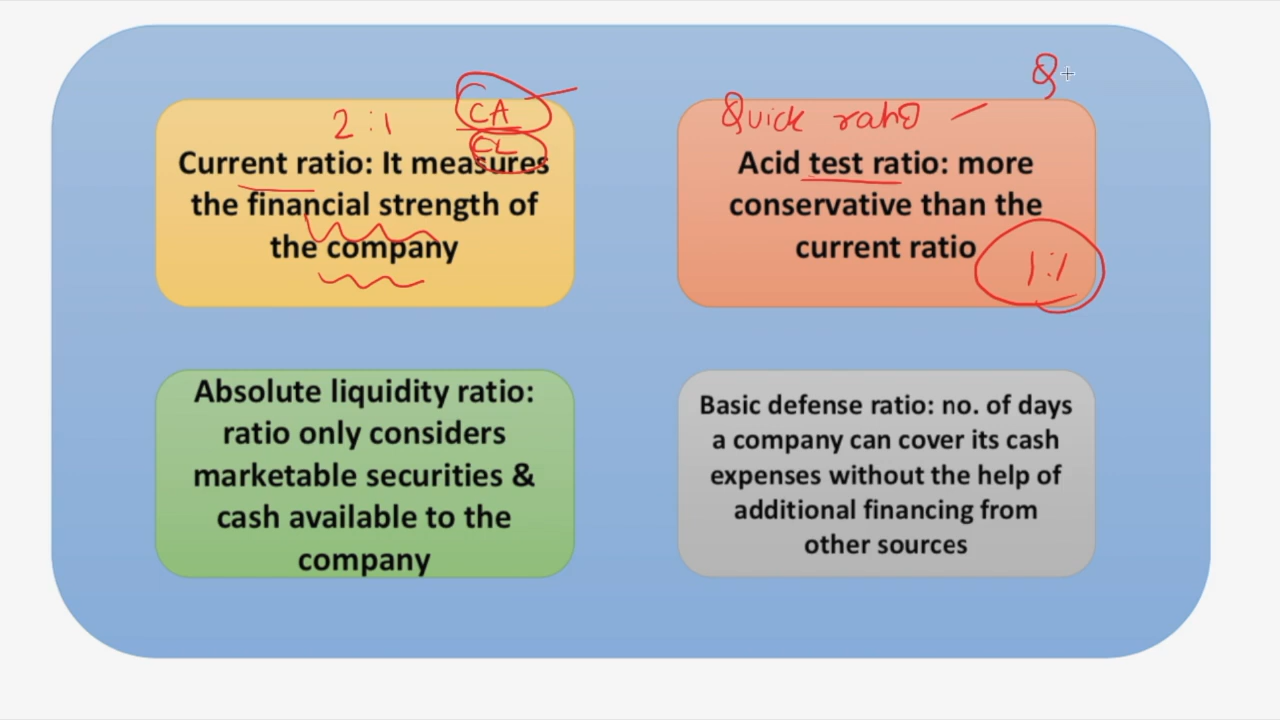 2:1
CA
CL
Current ratio: It measures
the financial strength of
the company
Q
Quick ratio
Acid test ratio: more
conservative than the
current ratio
1:1
Absolute liquidity ratio:
ratio only considers
marketable securities &
cash available to the
company
Basic defense ratio: no. of days
a company can cover its cash
expenses without the help of
additional financing from
other sources